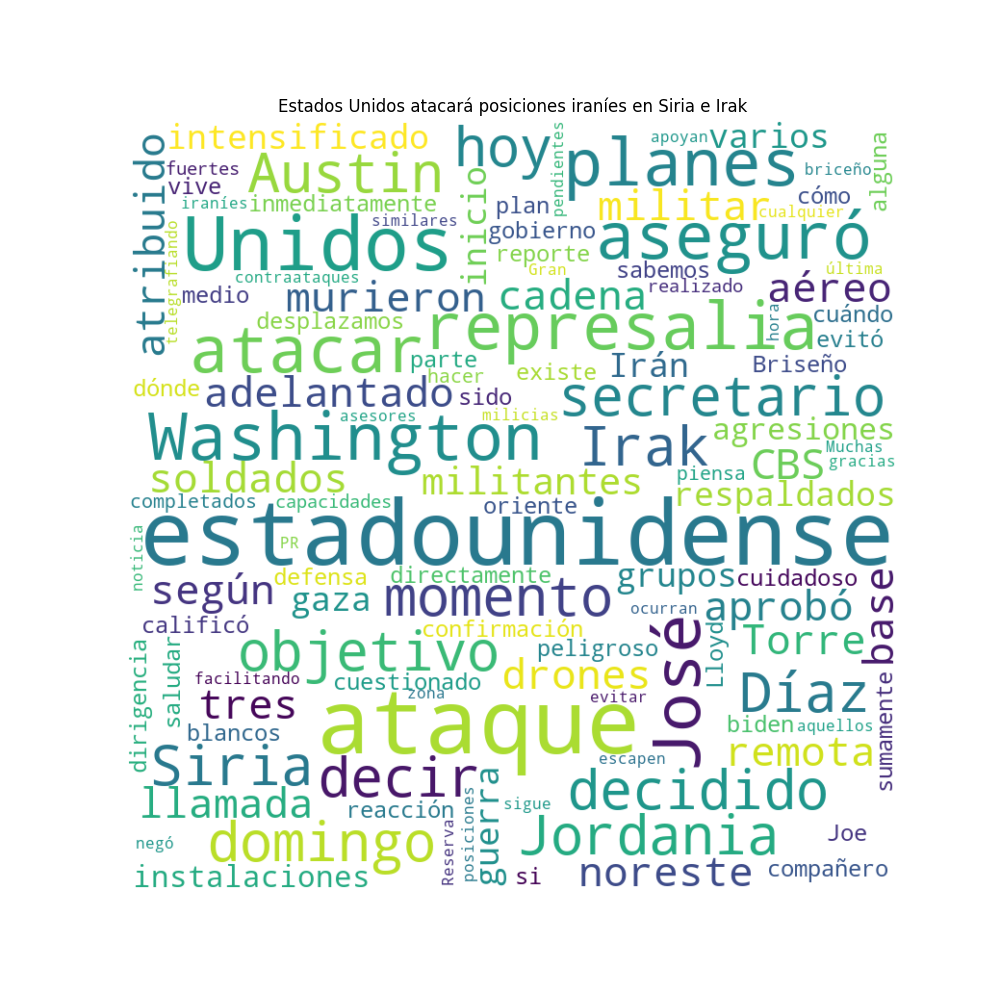 Estados Unidos atacará posiciones iraníes en Siria e Irak
intensificado
hoy
planes
apoyan
varios
pendientes
briceño
alguna
atribuido
fuertes
Austin
vive
iraníes
inmediatamente
similares
inicio
plan
militar
cómo
cualquier
gobierno
telegrafiando
Unidos
aseguró
reporte
Gran
sabemos
última
contraataques
medio
murieron
cadena
realizado
aéreo
desplazamos
represalia
hora
cuándo
evitó
atacar
parte
hacer
existe
Irán
Briseño
dónde
adelantado
sido
secretario
asesores
milicias
Washington
Irak
agresiones
Muchas
gracias
CBS
soldados
militantes
piensa
respaldados
completados
capacidades
oriente
estadounidense
noticia
PR
según
defensa
directamente
momento
grupos
cuidadoso
base
gaza
ocurran
aprobó
calificó
confirmación
Lloyd
Torre
objetivo
peligroso
José
dirigencia
saludar
facilitando
cuestionado
drones
Díaz
sumamente
tres
zona
evitar
ataque
biden
aquellos
blancos
remota
Siria
decir
escapen
llamada
reacción
posiciones
guerra
sigue
decidido
negó
domingo
Reserva
Jordania
Joe
instalaciones
si
noreste
compañero